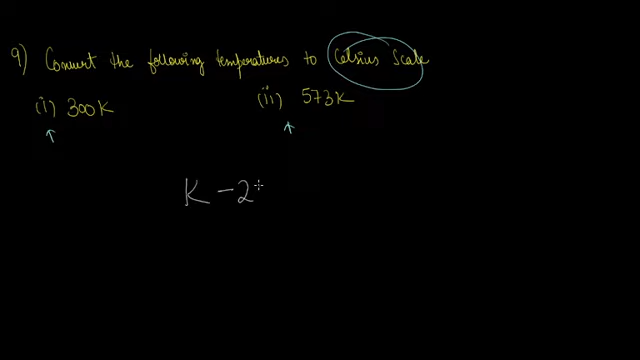 9) Convert the following temperatures to Celsius Scale
(i) 300K (ii) 573K
K - 2